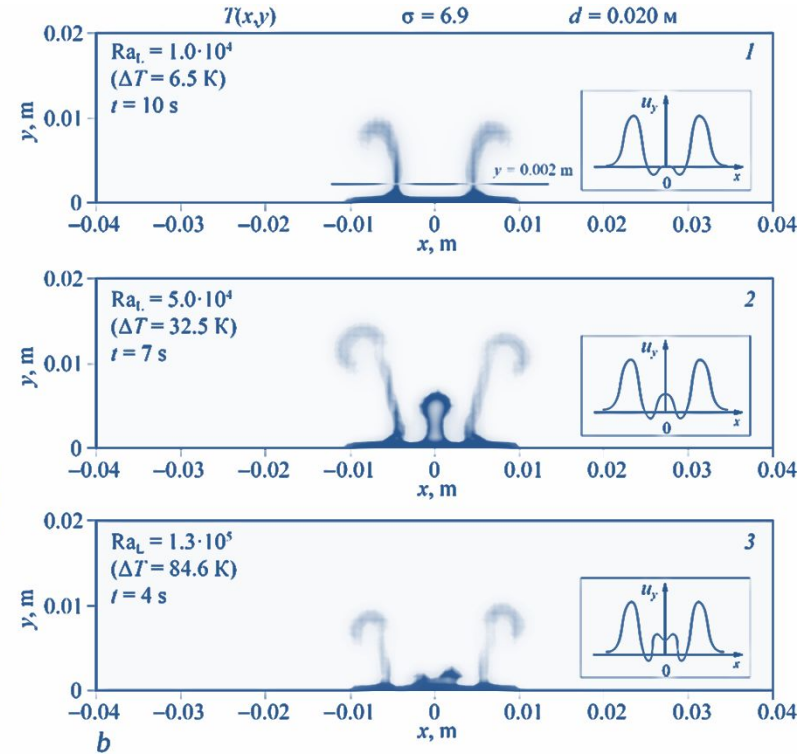 T(x,y) σ = 6.9 d = 0.020 м
0.02
Ra_L = 1.0·10⁴
1
(ΔT = 6.5 K)
t = 10 s
0.01
y, m
u_y
y = 0.002 m
x
0
0
−0.04 −0.03 −0.02 −0.01 0 0.01 0.02 0.03 0.04
x, m
0.02
Ra_L = 5.0·10⁴
2
(ΔT = 32.5 K)
t = 7 s
0.01
y, m
u_y
x
0
0
−0.04 −0.03 −0.02 −0.01 0 0.01 0.02 0.03 0.04
x, m
0.02
Ra_L = 1.3·10⁵
3
(ΔT = 84.6 K)
t = 4 s
0.01
y, m
u_y
x
0
0
−0.04 −0.03 −0.02 −0.01 0 0.01 0.02 0.03 0.04
x, m
b